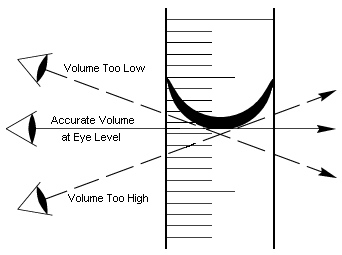 Volume Too Low
Accurate Volume
at Eye Level
Volume Too High